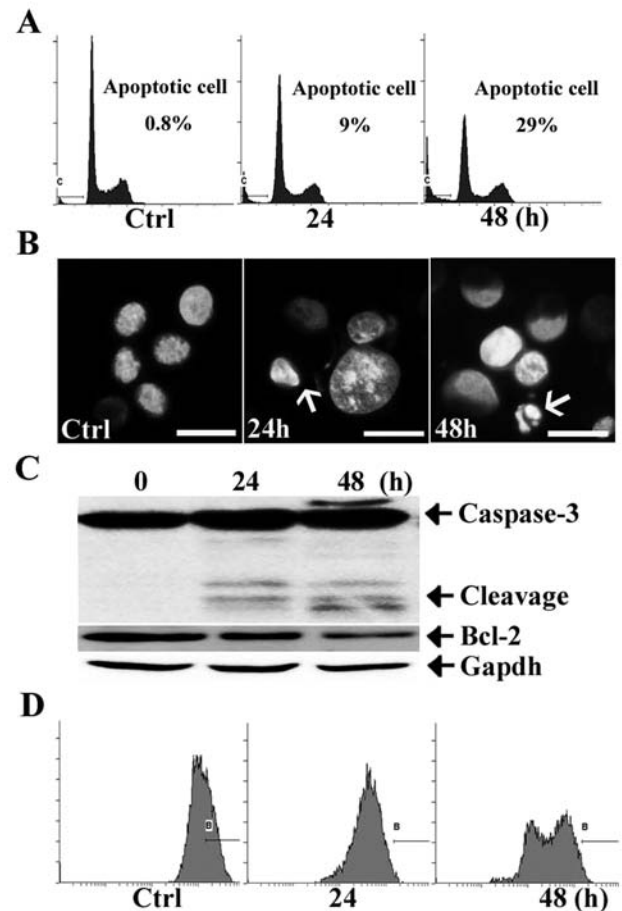 A
Apoptotic cell
0.8%
Apoptotic cell
9%
Apoptotic cell
29%
C
C
C
Ctrl
24
48 (h)
B
Ctrl
24h
48h
C
0
24
48
(h)
Caspase-3
Cleavage
Bcl-2
Gapdh
D
B
B
B
Ctrl
24
48 (h)